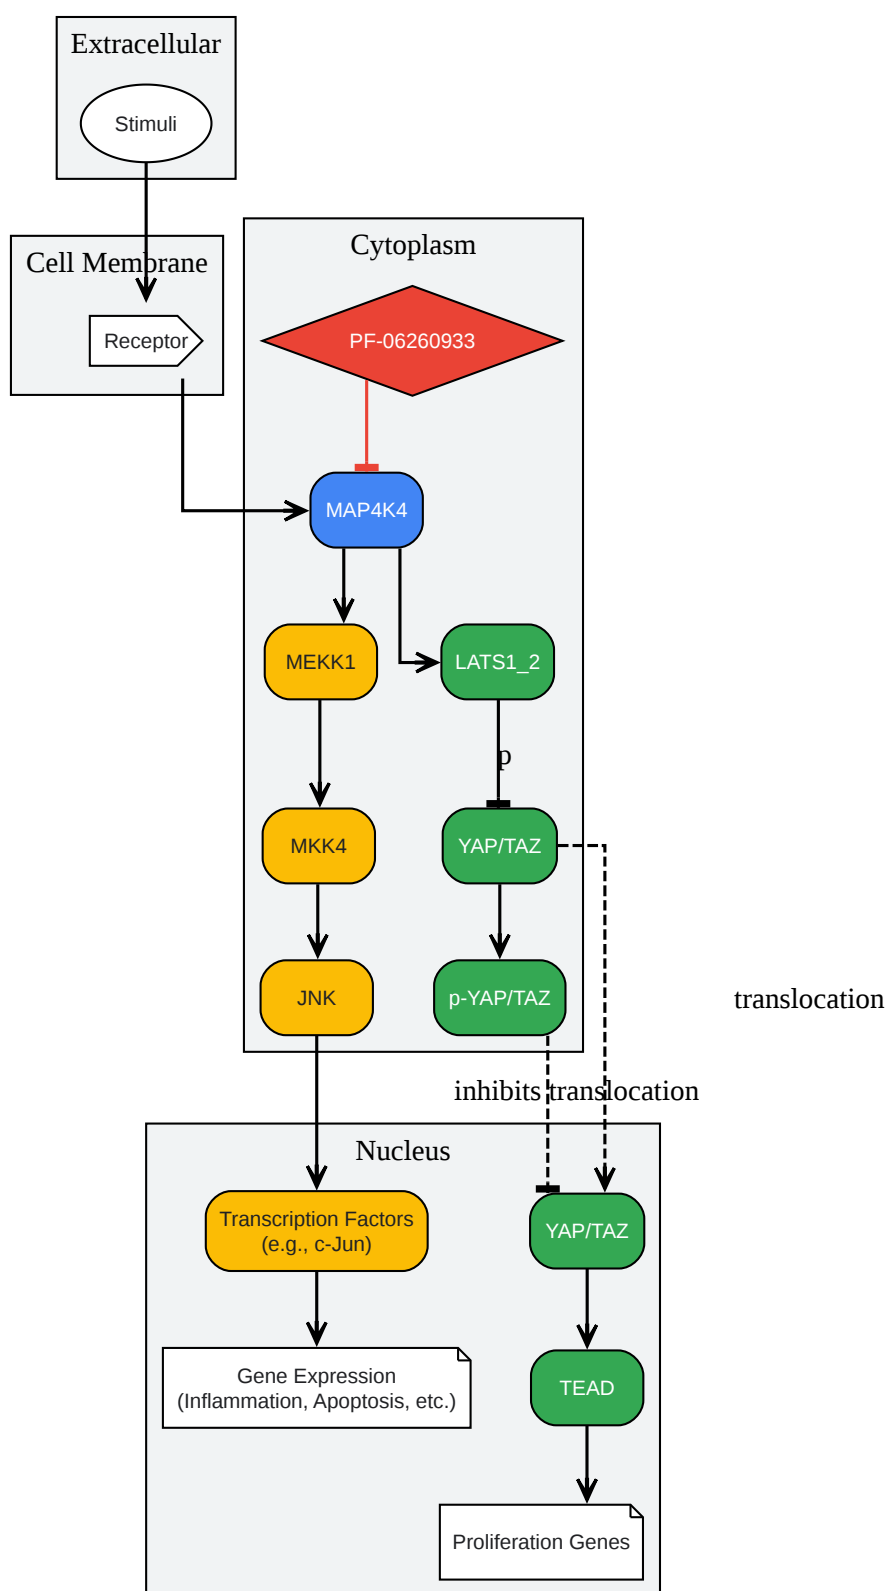 Extracellular
Stimuli
Cell Membrane
Receptor
Cytoplasm
PF-06260933
MAP4K4
MEKK1
LATS1_2
p
MKK4
YAP/TAZ
JNK
p-YAP/TAZ
translocation
inhibits translocation
Nucleus
Transcription Factors
(e.g., c-Jun)
YAP/TAZ
Gene Expression
(Inflammation, Apoptosis, etc.)
TEAD
Proliferation Genes